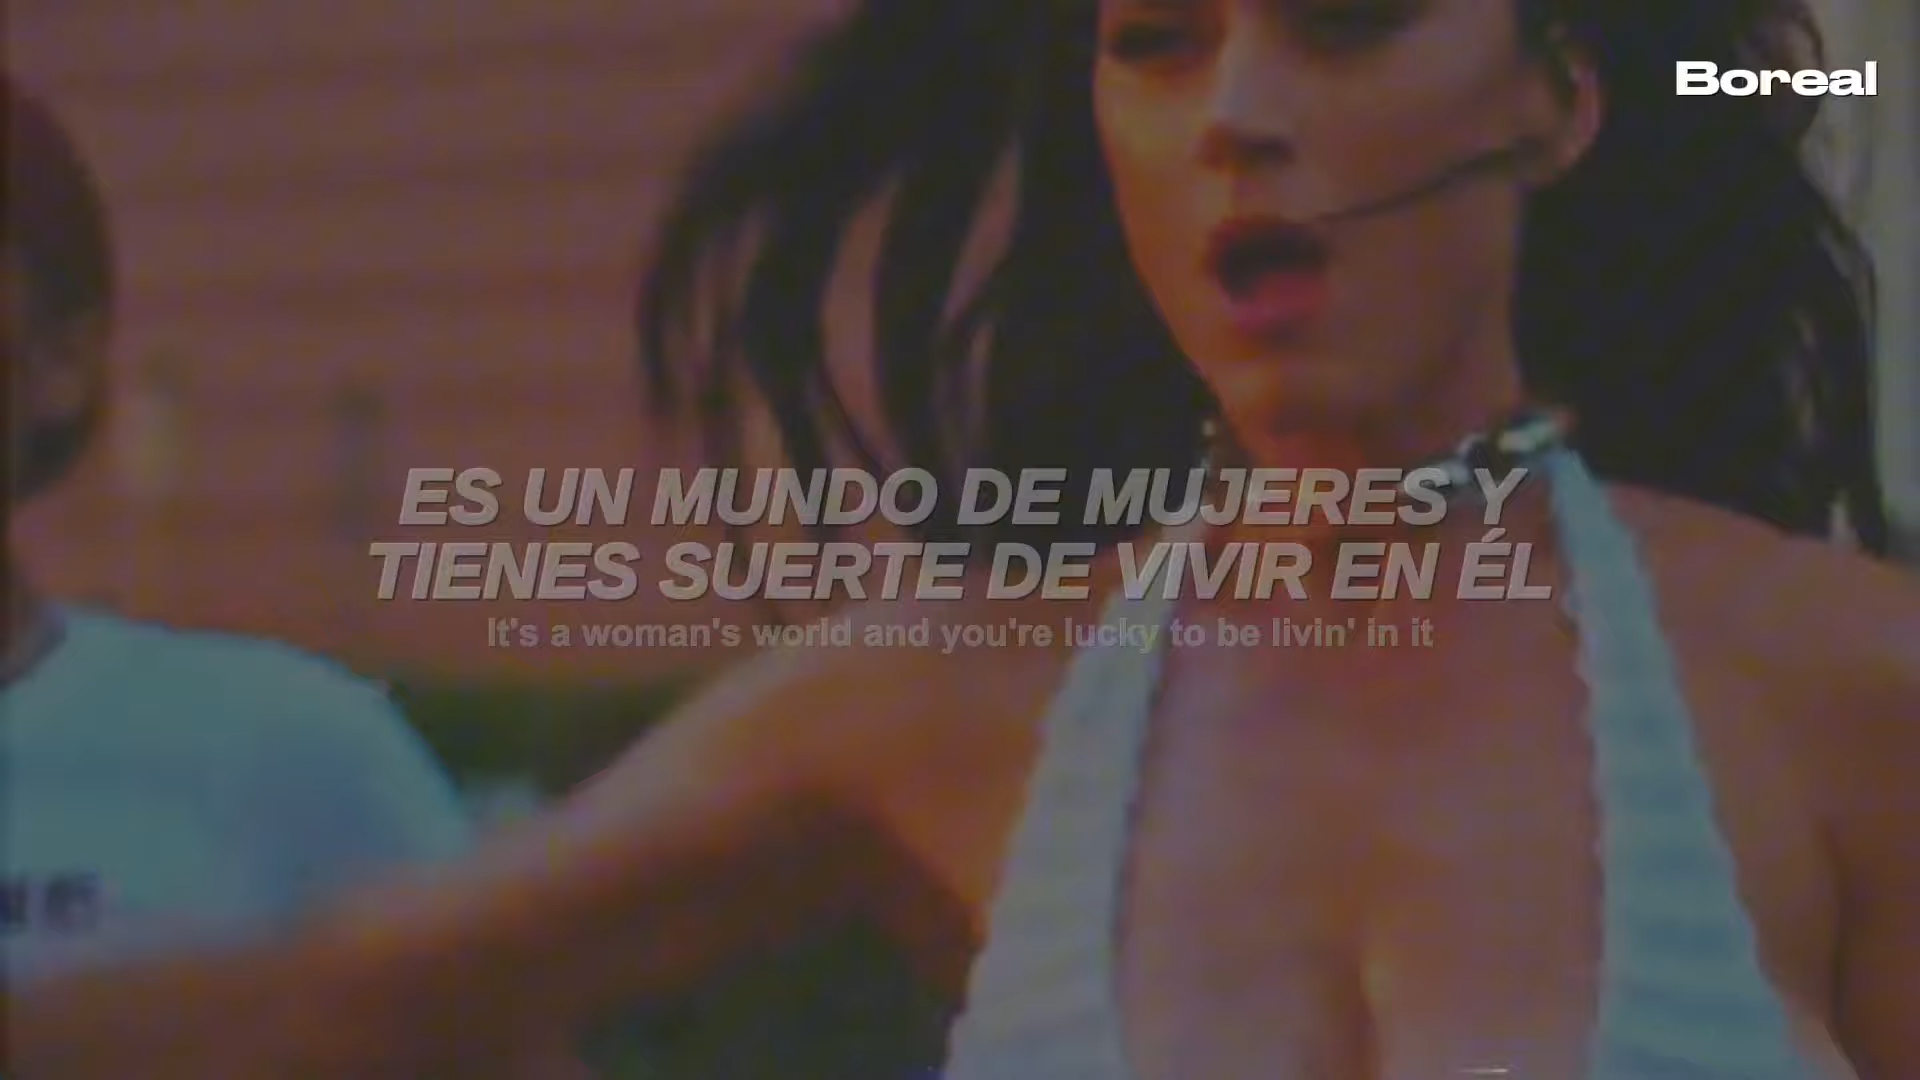 Boreal
ES UN MUNDO DE MUJERES Y
TIENES SUERTE DE VIVIR EN ÉL
It's a woman's world and you're lucky to be livin' in it